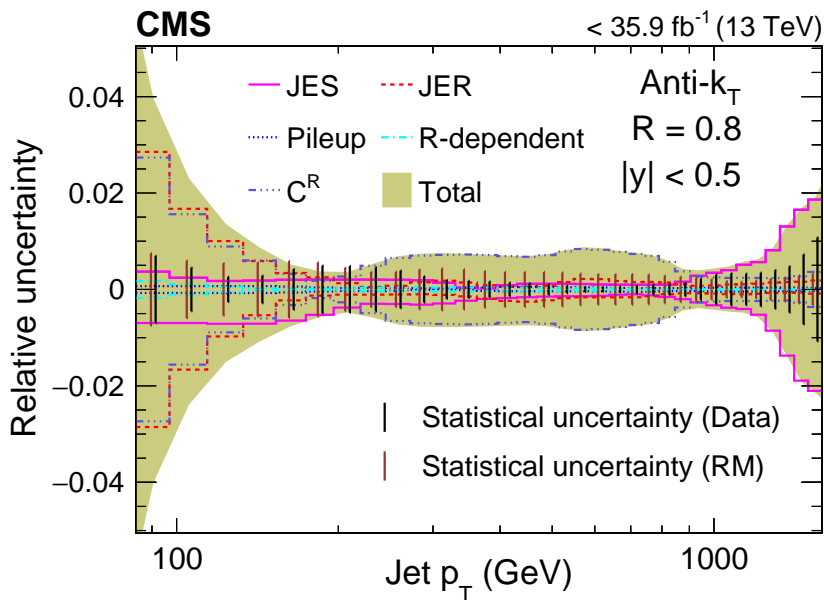 CMS
< 35.9 fb⁻¹ (13 TeV)
Relative uncertainty
0.04
0.02
0
−0.02
−0.04
JES
JER
Pileup
R-dependent
Cᴿ
Total
Anti-k_T
R = 0.8
|y| < 0.5
Statistical uncertainty (Data)
Statistical uncertainty (RM)
100
1000
Jet p_T (GeV)